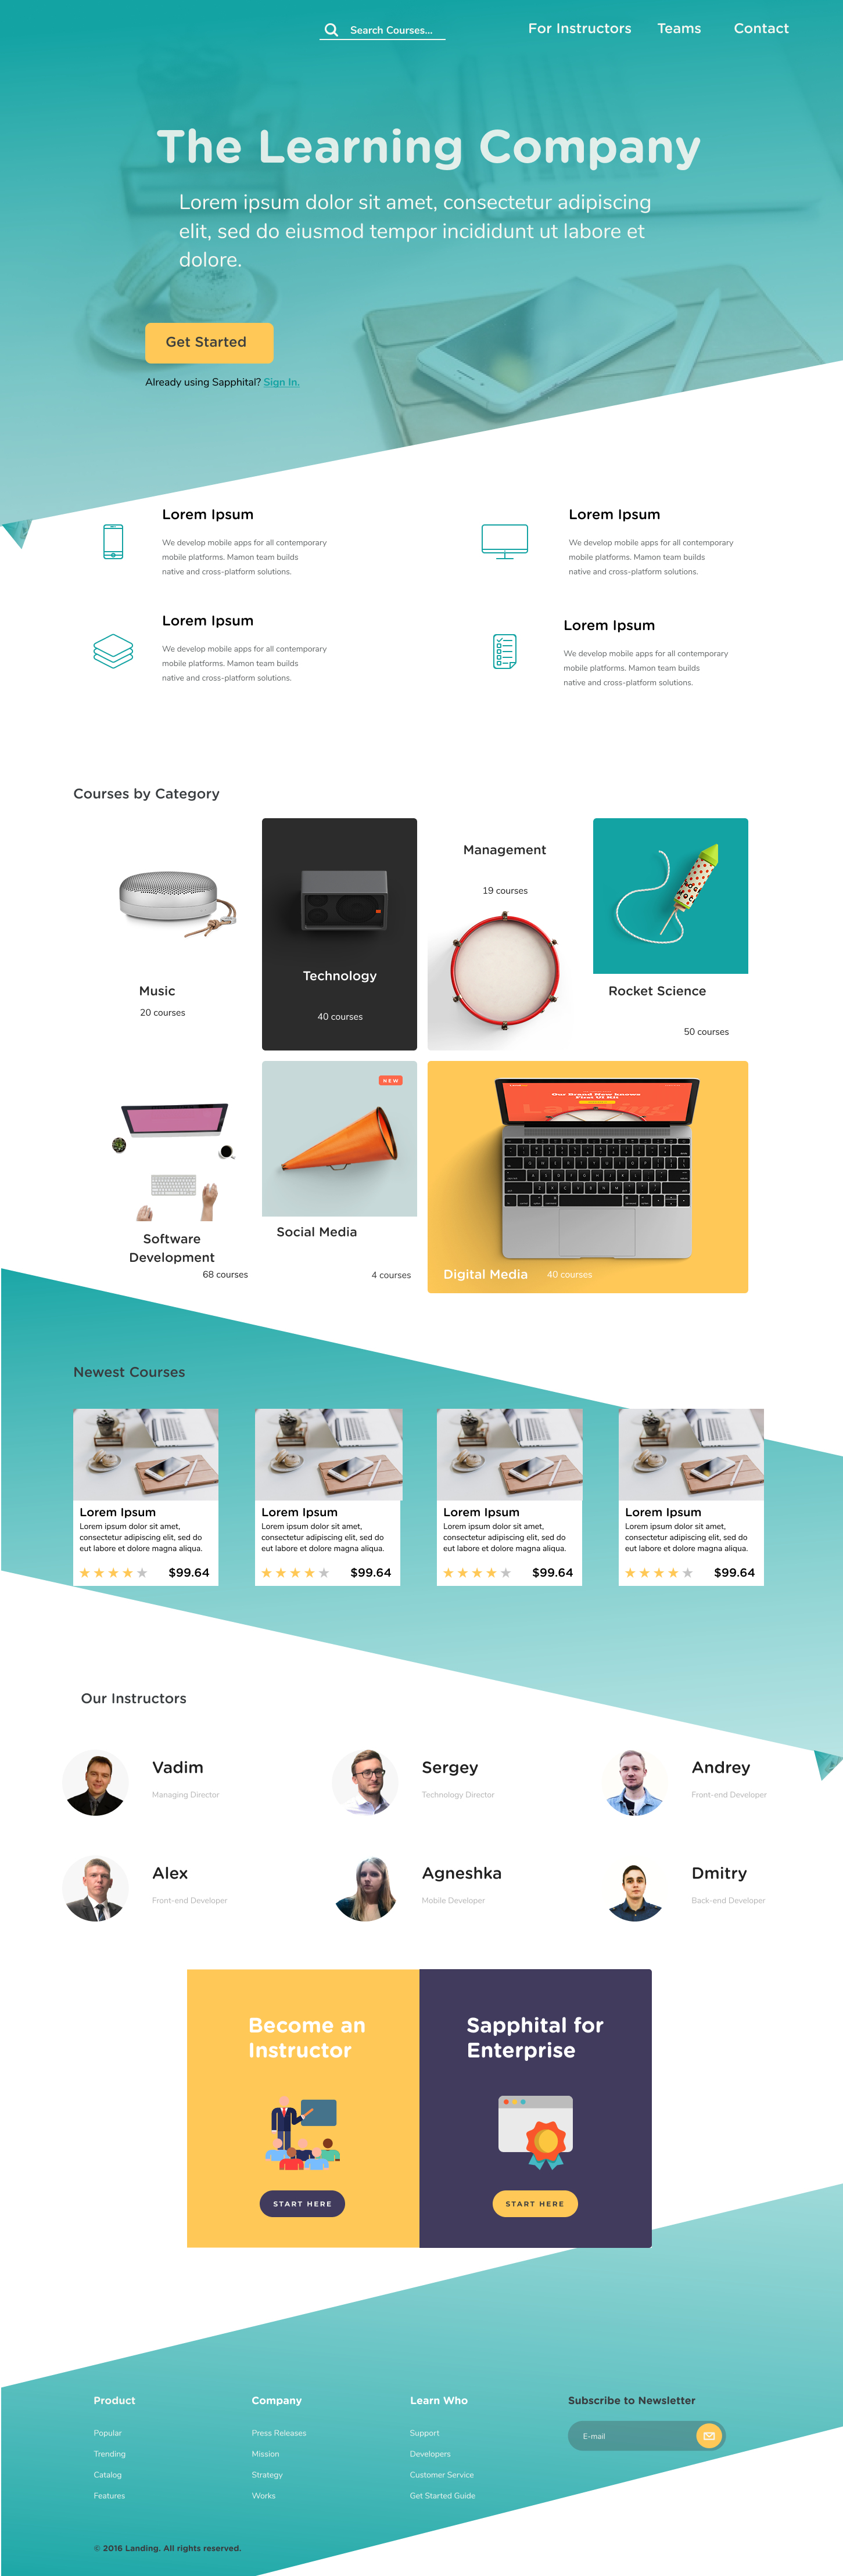 Search Courses...
For Instructors
Teams
Contact
The Learning Company
Lorem ipsum dolor sit amet, consectetur adipiscing
elit, sed do eiusmod tempor incididunt ut labore et
dolore.
Get Started
Already using Sapphital? Sign In.
Lorem Ipsum
We develop mobile apps for all contemporary
mobile platforms. Mamon team builds
native and cross-platform solutions.
Lorem Ipsum
We develop mobile apps for all contemporary
mobile platforms. Mamon team builds
native and cross-platform solutions.
Lorem Ipsum
We develop mobile apps for all contemporary
mobile platforms. Mamon team builds
native and cross-platform solutions.
Lorem Ipsum
We develop mobile apps for all contemporary
mobile platforms. Mamon team builds
native and cross-platform solutions.
Courses by Category
Music
20 courses
Technology
40 courses
Management
19 courses
Rocket Science
50 courses
Software
Development
68 courses
NEW
Social Media
4 courses
Our Brand New Knows
First UI Kit
Digital Media
40 courses
Newest Courses
Lorem Ipsum
Lorem ipsum dolor sit amet,
consectetur adipiscing elit, sed do
eut labore et dolore magna aliqua.
$99.64
Lorem Ipsum
Lorem ipsum dolor sit amet,
consectetur adipiscing elit, sed do
eut labore et dolore magna aliqua.
$99.64
Lorem Ipsum
Lorem ipsum dolor sit amet,
consectetur adipiscing elit, sed do
eut labore et dolore magna aliqua.
$99.64
Lorem Ipsum
Lorem ipsum dolor sit amet,
consectetur adipiscing elit, sed do
eut labore et dolore magna aliqua.
$99.64
Our Instructors
Vadim
Managing Director
Sergey
Technology Director
Andrey
Front-end Developer
Alex
Front-end Developer
Agneshka
Mobile Developer
Dmitry
Back-end Developer
Become an
Instructor
START HERE
Sapphital for
Enterprise
START HERE
Product
Popular
Trending
Catalog
Features
Company
Press Releases
Mission
Strategy
Works
Learn Who
Support
Developers
Customer Service
Get Started Guide
Subscribe to Newsletter
E-mail
© 2016 Landing. All rights reserved.